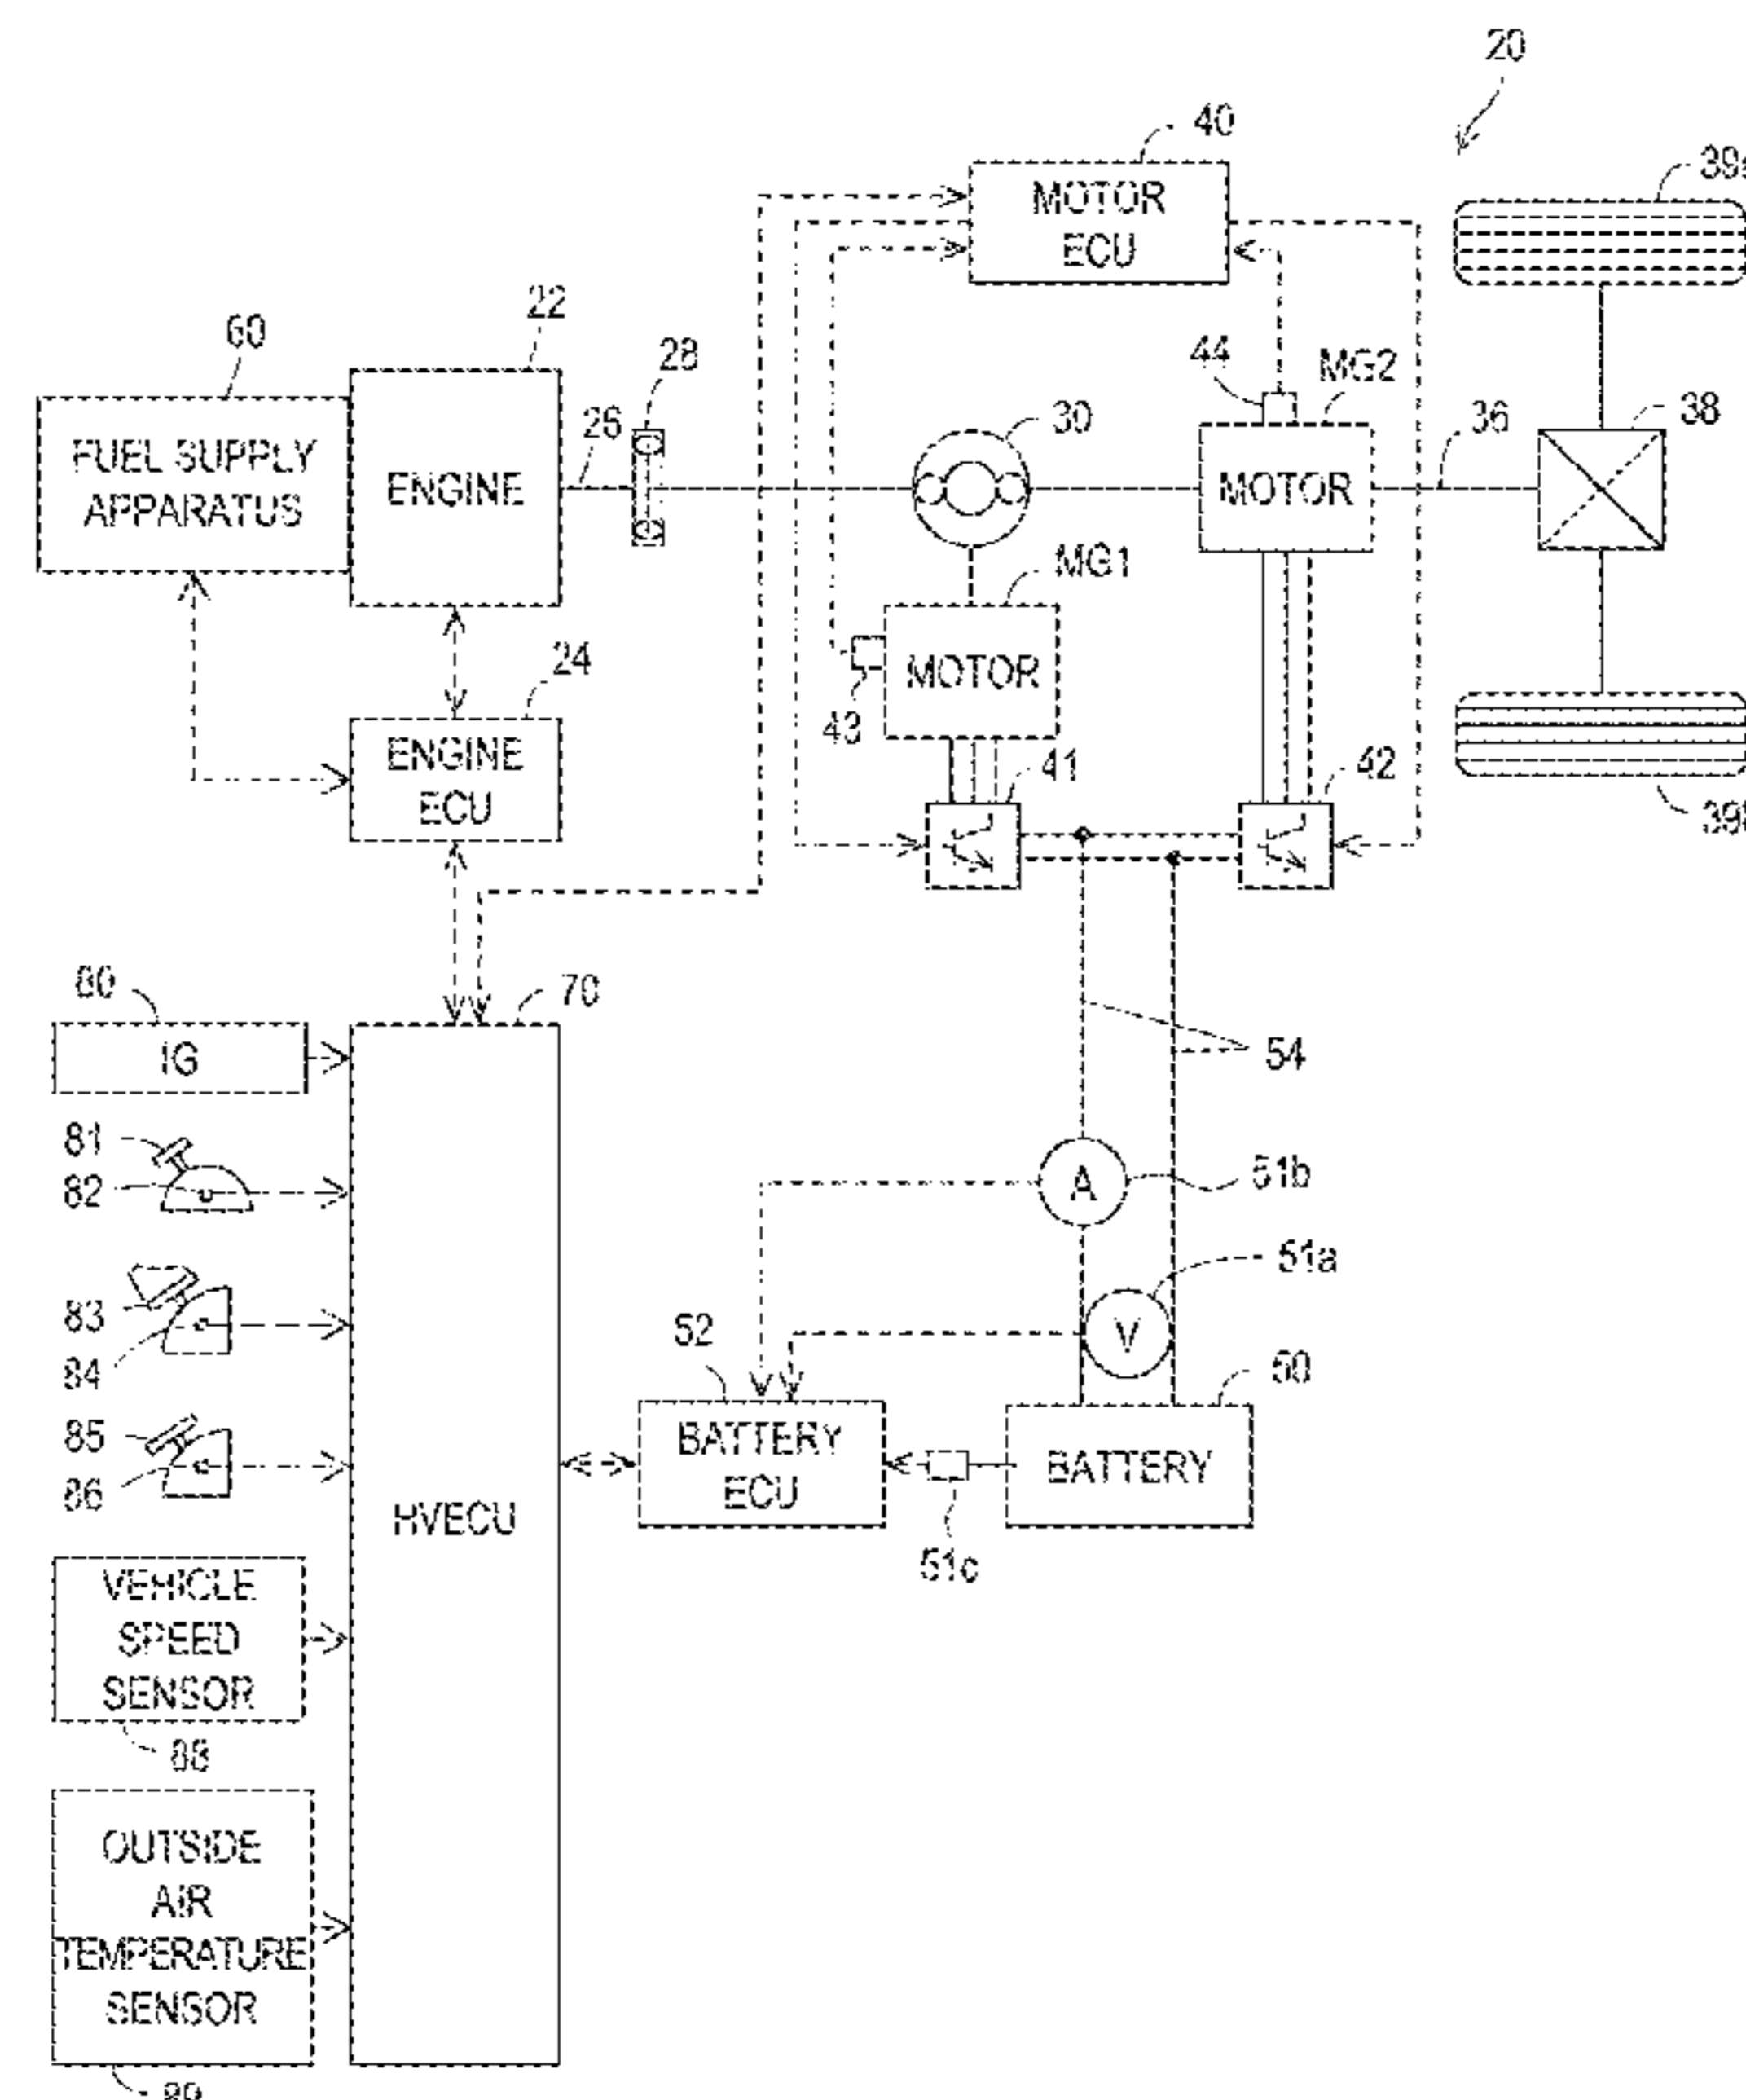 20
40
MOTOR
ECU
22
60
28
44
MG2
30
36
38
FUEL SUPPLY
APPARATUS
ENGINE
26
MOTOR
MG1
24
MOTOR
43
ENGINE
ECU
41
42
80
70
IG
54
81
82
A
51b
83
51a
84
52
V
50
85
BATTERY
ECU
BATTERY
86
HVECU
51c
VEHICLE
SPEED
SENSOR
88
OUTSIDE
AIR
TEMPERATURE
SENSOR
89